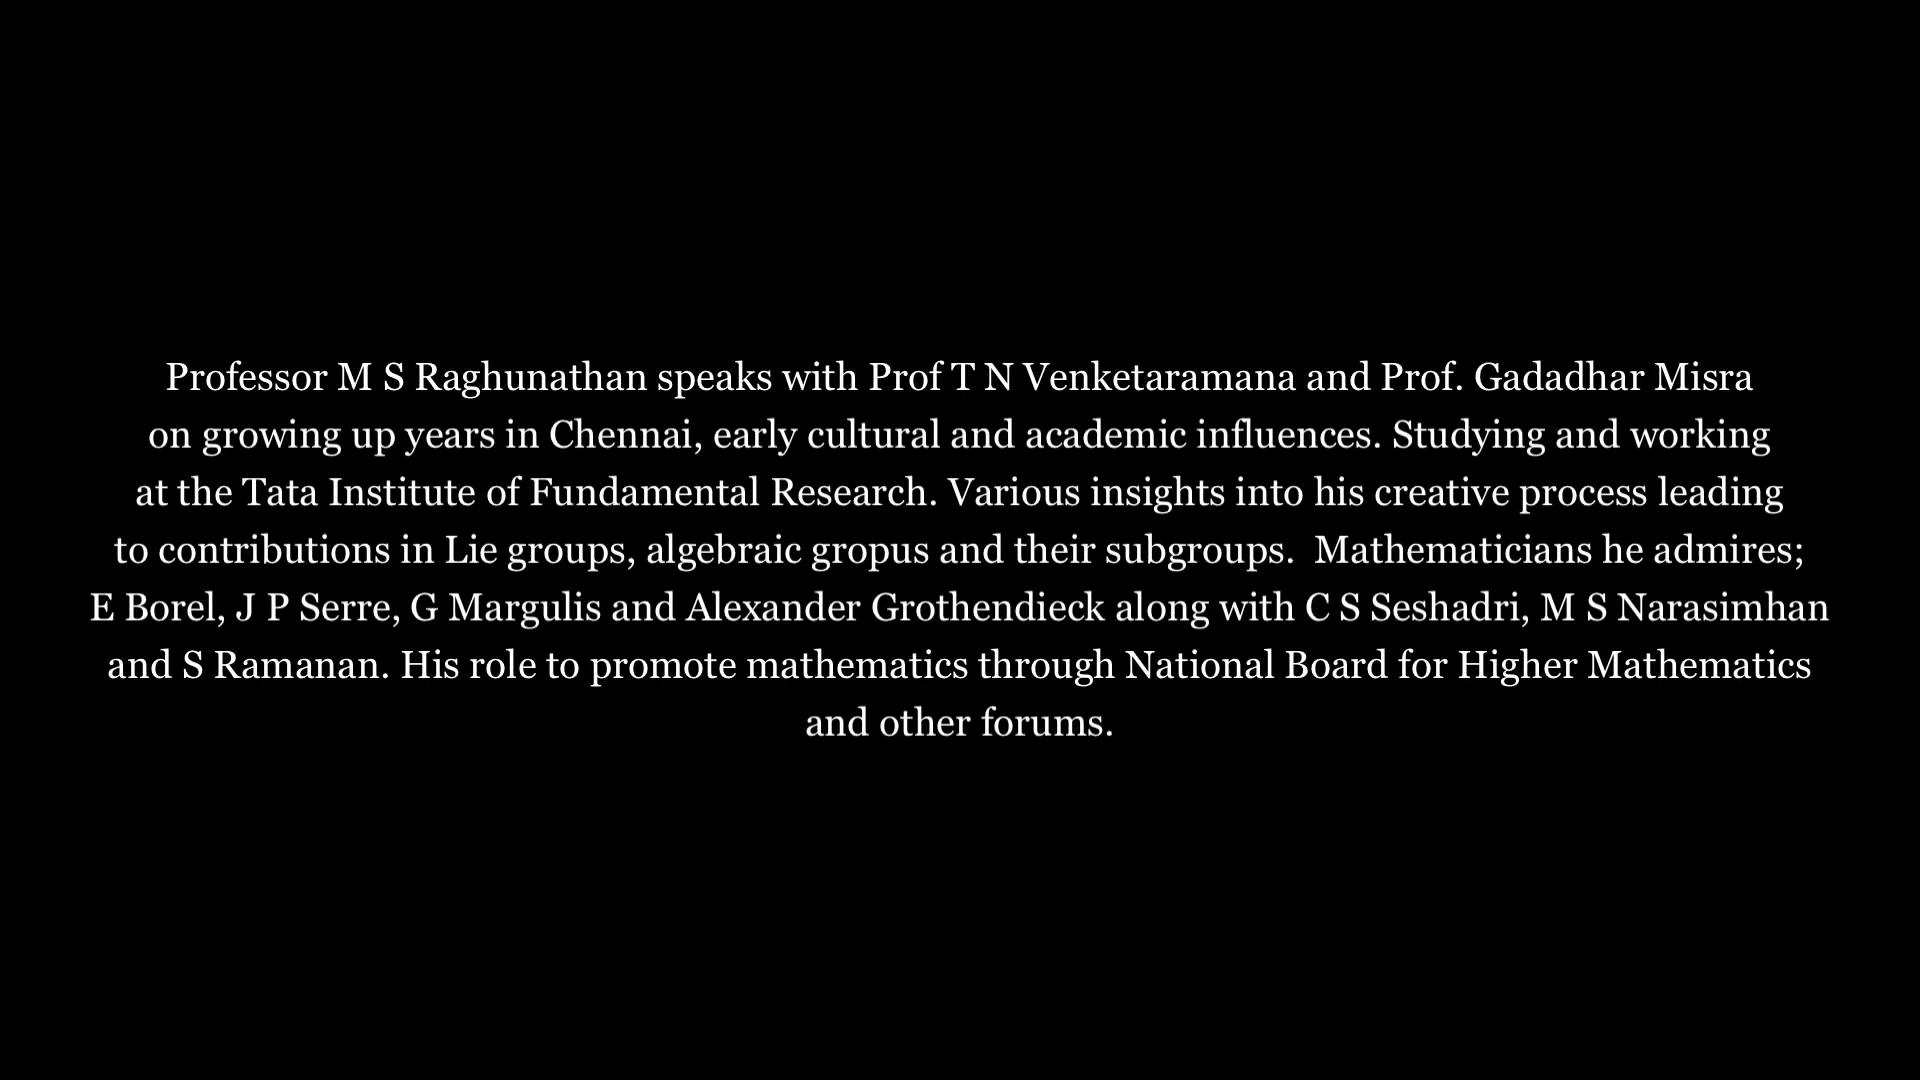 Professor M S Raghunathan speaks with Prof T N Venketaramana and Prof. Gadadhar Misra
on growing up years in Chennai, early cultural and academic influences. Studying and working
at the Tata Institute of Fundamental Research. Various insights into his creative process leading
to contributions in Lie groups, algebraic gropus and their subgroups.  Mathematicians he admires;
E Borel, J P Serre, G Margulis and Alexander Grothendieck along with C S Seshadri, M S Narasimhan
and S Ramanan. His role to promote mathematics through National Board for Higher Mathematics
and other forums.